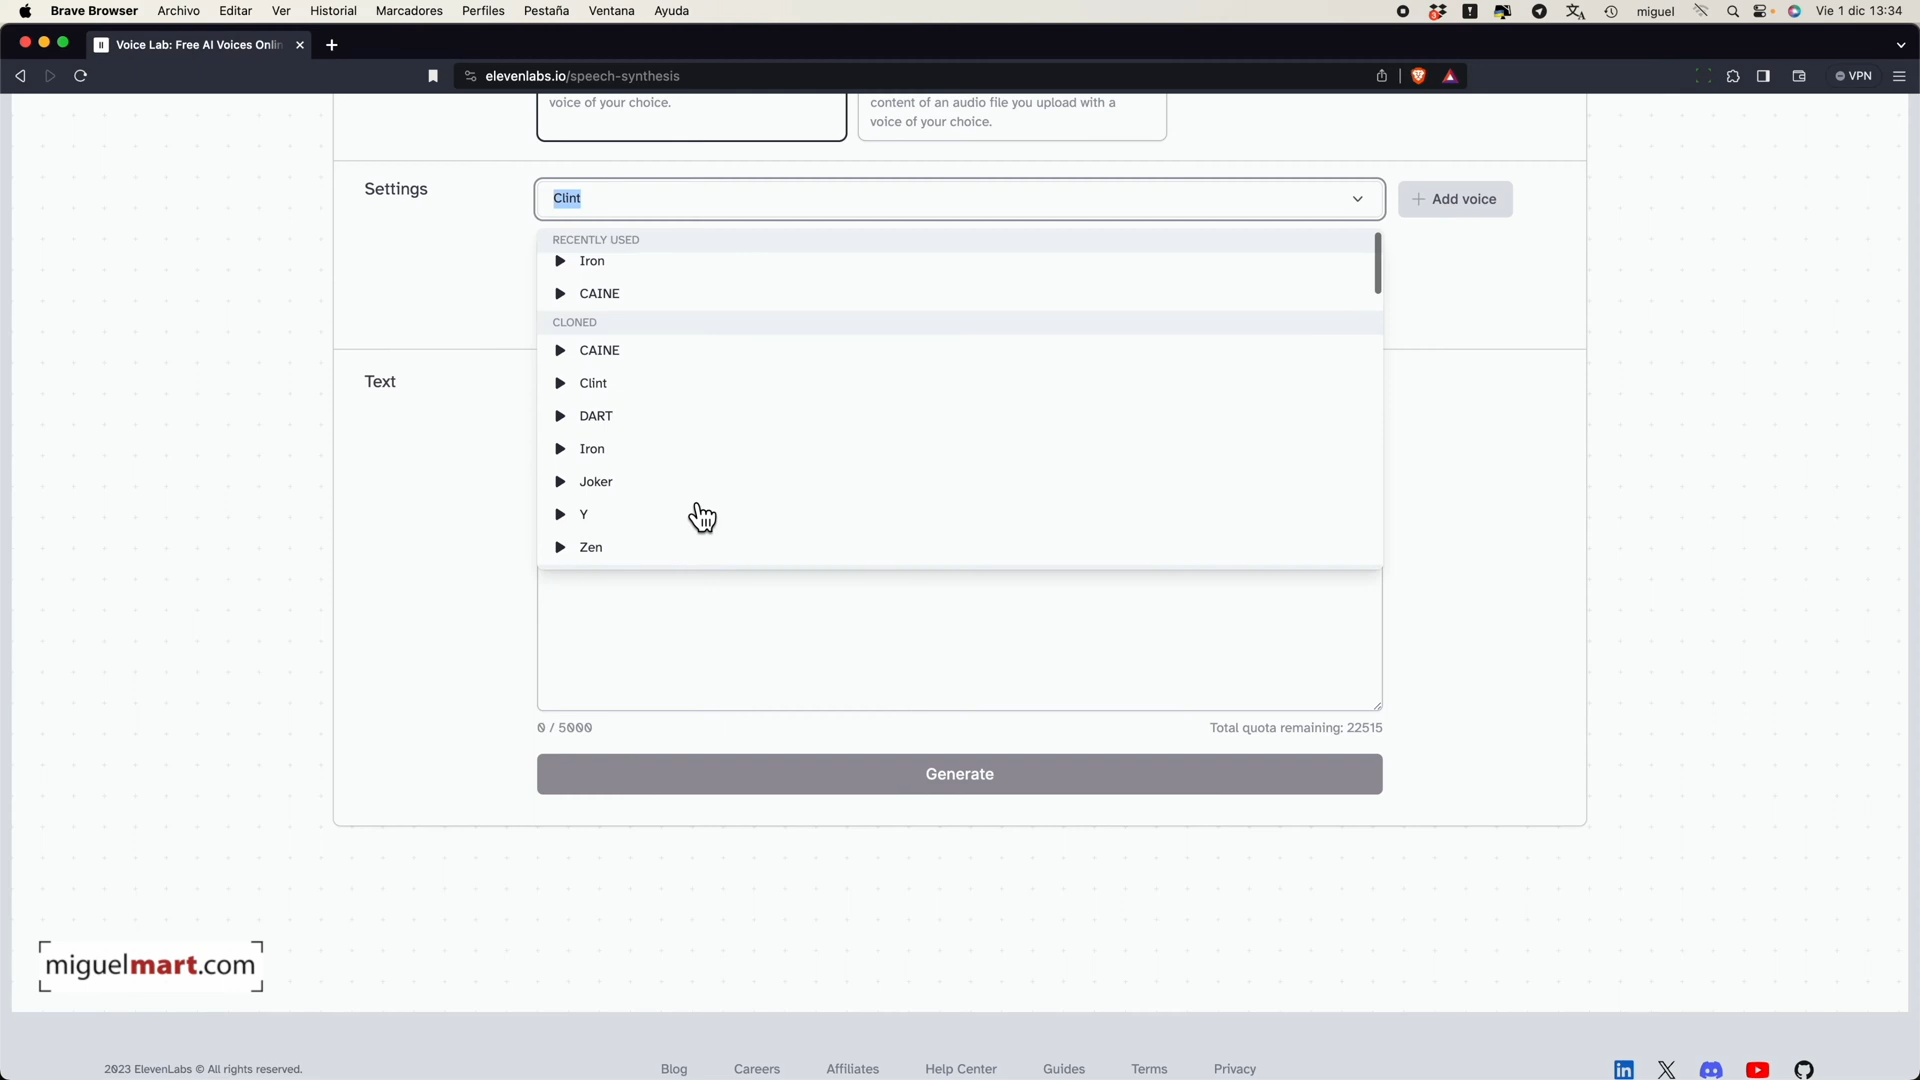 Brave Browser Archivo Editar Ver Historial Marcadores Perfiles Pestaña Ventana Ayuda miguel Vie 1 dic 13:34
Voice Lab: Free AI Voices Onlin
elevenlabs.io/speech-synthesis VPN
voice of your choice.
content of an audio file you upload with a
voice of your choice.
Settings
Clint
Add voice
RECENTLY USED
Iron
CAINE
CLONED
CAINE
Clint
DART
Iron
Joker
Y
Zen
Text
0 / 5000 Total quota remaining: 22515
Generate
miguelmart.com
2023 ElevenLabs © All rights reserved. Blog Careers Affiliates Help Center Guides Terms Privacy